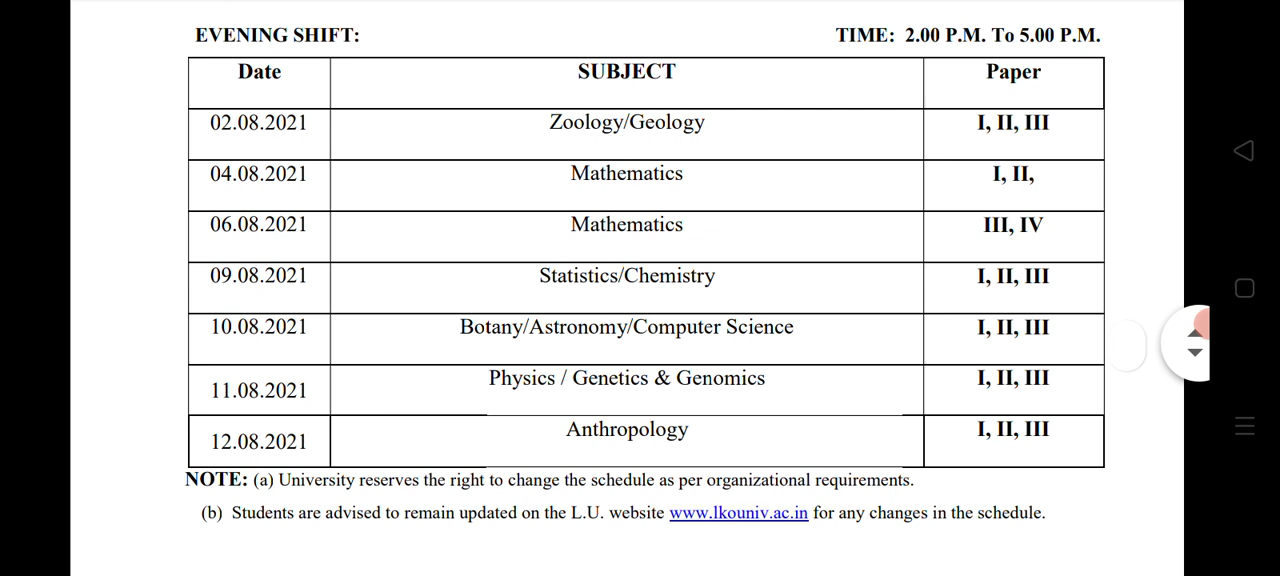 EVENING SHIFT: TIME: 2.00 P.M. To 5.00 P.M.
Date SUBJECT Paper
02.08.2021 Zoology/Geology I, II, III
04.08.2021 Mathematics I, II,
06.08.2021 Mathematics III, IV
09.08.2021 Statistics/Chemistry I, II, III
10.08.2021 Botany/Astronomy/Computer Science I, II, III
11.08.2021 Physics / Genetics & Genomics I, II, III
12.08.2021 Anthropology I, II, III
NOTE: (a) University reserves the right to change the schedule as per organizational requirements.
(b) Students are advised to remain updated on the L.U. website www.lkouniv.ac.in for any changes in the schedule.